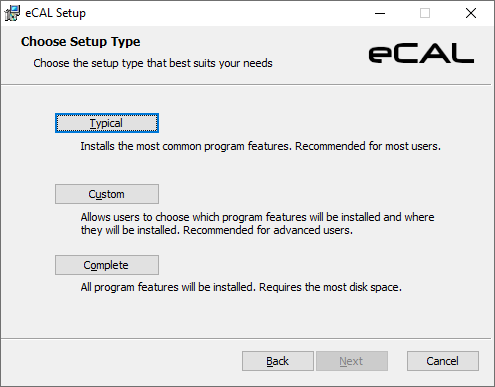 eCAL Setup
Choose Setup Type
Choose the setup type that best suits your needs
eCAL
Typical
Installs the most common program features. Recommended for most users.
Custom
Allows users to choose which program features will be installed and where
they will be installed. Recommended for advanced users.
Complete
All program features will be installed. Requires the most disk space.
Back
Next
Cancel